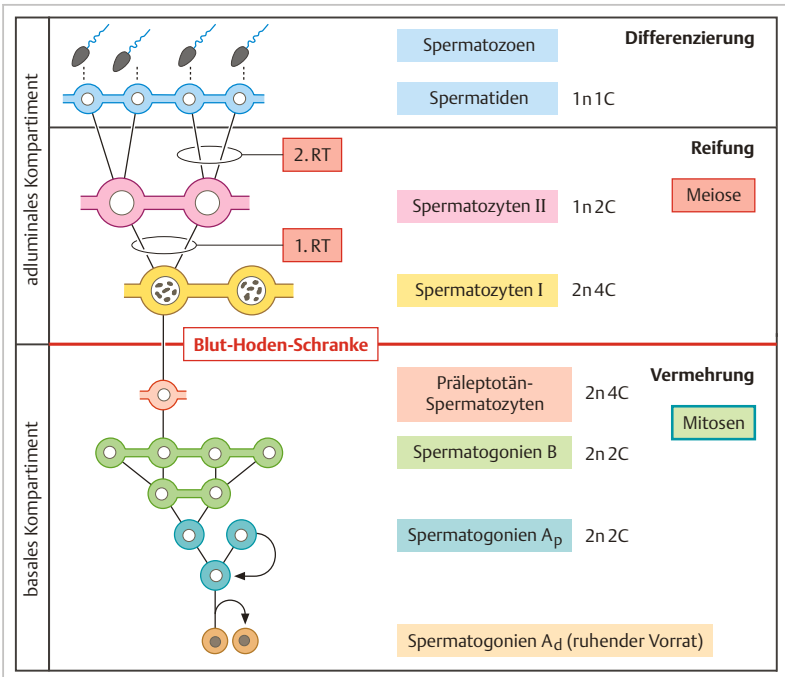 adluminales Kompartiment
Spermatozoen
Differenzierung
Spermatiden
1n 1C
2. RT
Reifung
Spermatozyten II
1n 2C
Meiose
1. RT
Spermatozyten I
2n 4C
Blut-Hoden-Schranke
basales Kompartiment
Präleptotän-
Spermatozyten
2n 4C
Vermehrung
Mitosen
Spermatogonien B
2n 2C
Spermatogonien Ap
2n 2C
Spermatogonien Ad (ruhender Vorrat)